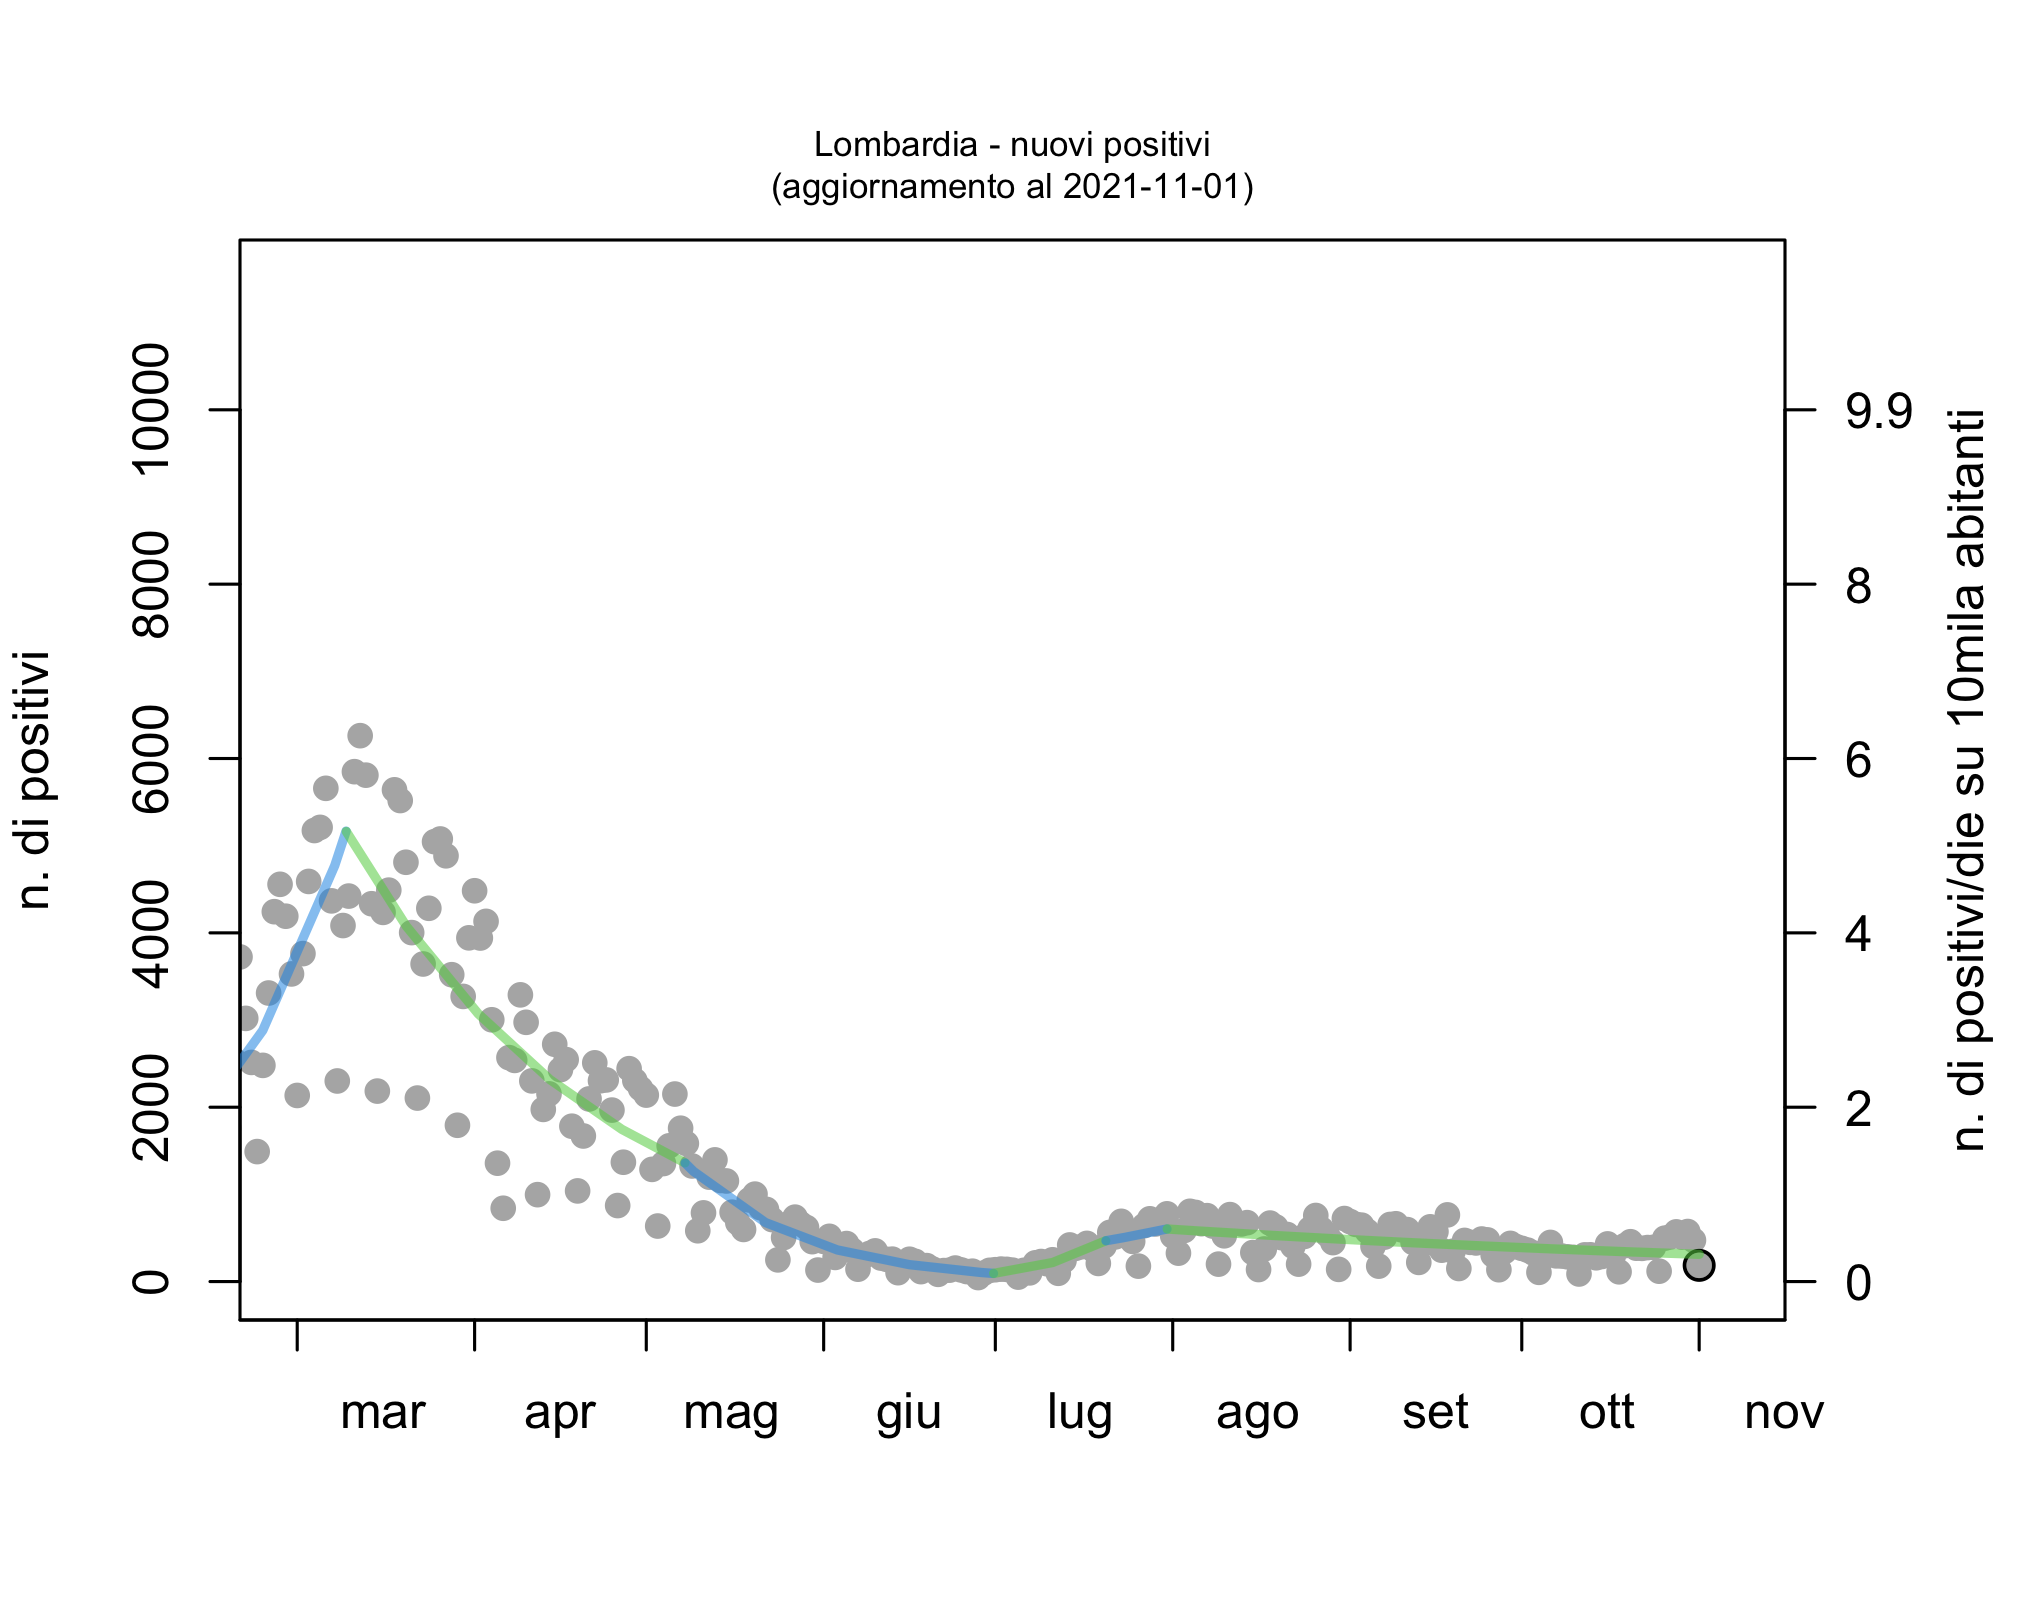 Lombardia - nuovi positivi
(aggiornamento al 2021-11-01)
n. di positivi
10000
8000
6000
4000
2000
0
9.9
8
6
4
2
0
n. di positivi/die su 10mila abitanti
mar apr mag giu lug ago set ott nov